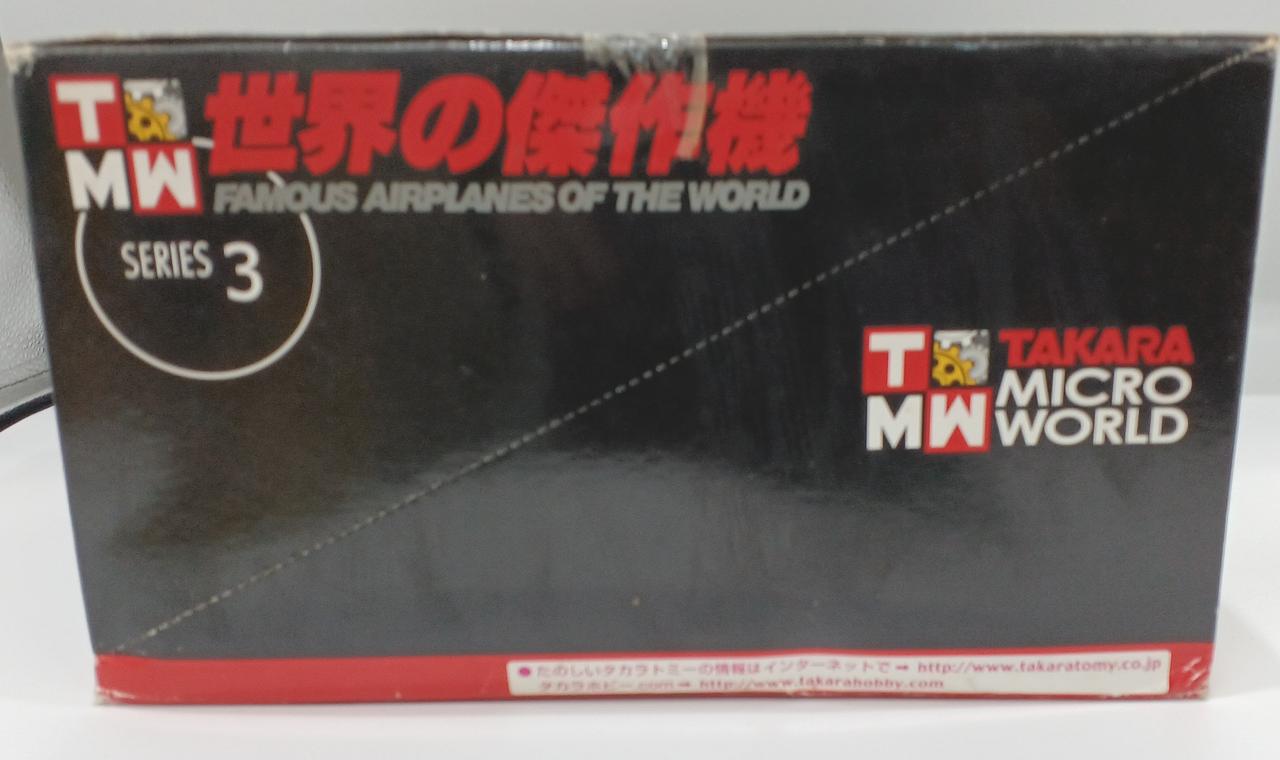 TMW
世界の傑作機
FAMOUS AIRPLANES OF THE WORLD
SERIES 3
TMW
TAKARA
MICRO
WORLD
●たのしいタカラトミーの情報はインターネットで➡ http://www.takaratomy.co.jp
タカラホビー.com➡ http://www.takarahobby.com